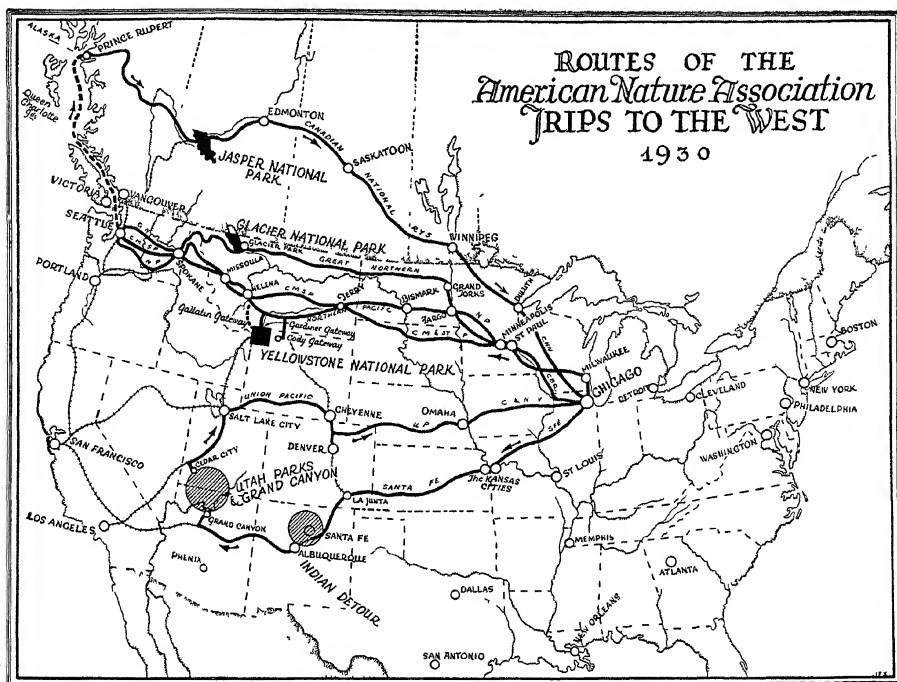 ROUTES OF THE
American Nature Association
TRIPS TO THE WEST
1930
ALASKA
PRINCE RUPERT
Queen
Charlotte
Isl
EDMONTON
CANADIAN
NATIONAL
RYS
SASKATOON
JASPER NATIONAL
PARK
VICTORIA
VANCOUVER
SEATTLE
GLACIER NATIONAL PARK
GLACIER PARK
WINNIPEG
GREAT NORTHERN
G N
C M & S T P
N P
SPOKANE
MISSOULA
PORTLAND
HELENA
C M & S T P
TERRY
BISMARK
GRAND
FORKS
FARGO
DULUTH
NORTHERN PACIFIC
N P
C M & ST P
MINNEAPOLIS
ST PAUL
Gallatin Gateway
Gardiner Gateway
Cody Gateway
YELLOWSTONE NATIONAL PARK
MILWAUKEE
CHICAGO
DETROIT
CLEVELAND
BOSTON
NEW YORK
PHILADELPHIA
WASHINGTON
UNION PACIFIC
SALT LAKE CITY
CHEYENNE
OMAHA
U P
C & N W
DENVER
SAN FRANCISCO
CEDAR CITY
UTAH PARKS
& GRAND CANYON
GRAND CANYON
SANTA FE
LA JUNTA
The KANSAS
CITIES
SFE
ST LOUIS
LOS ANGELES
SANTA FE
ALBUQUERQUE
INDIAN DETOUR
PHENIX
MEMPHIS
ATLANTA
DALLAS
NEW ORLEANS
SAN ANTONIO